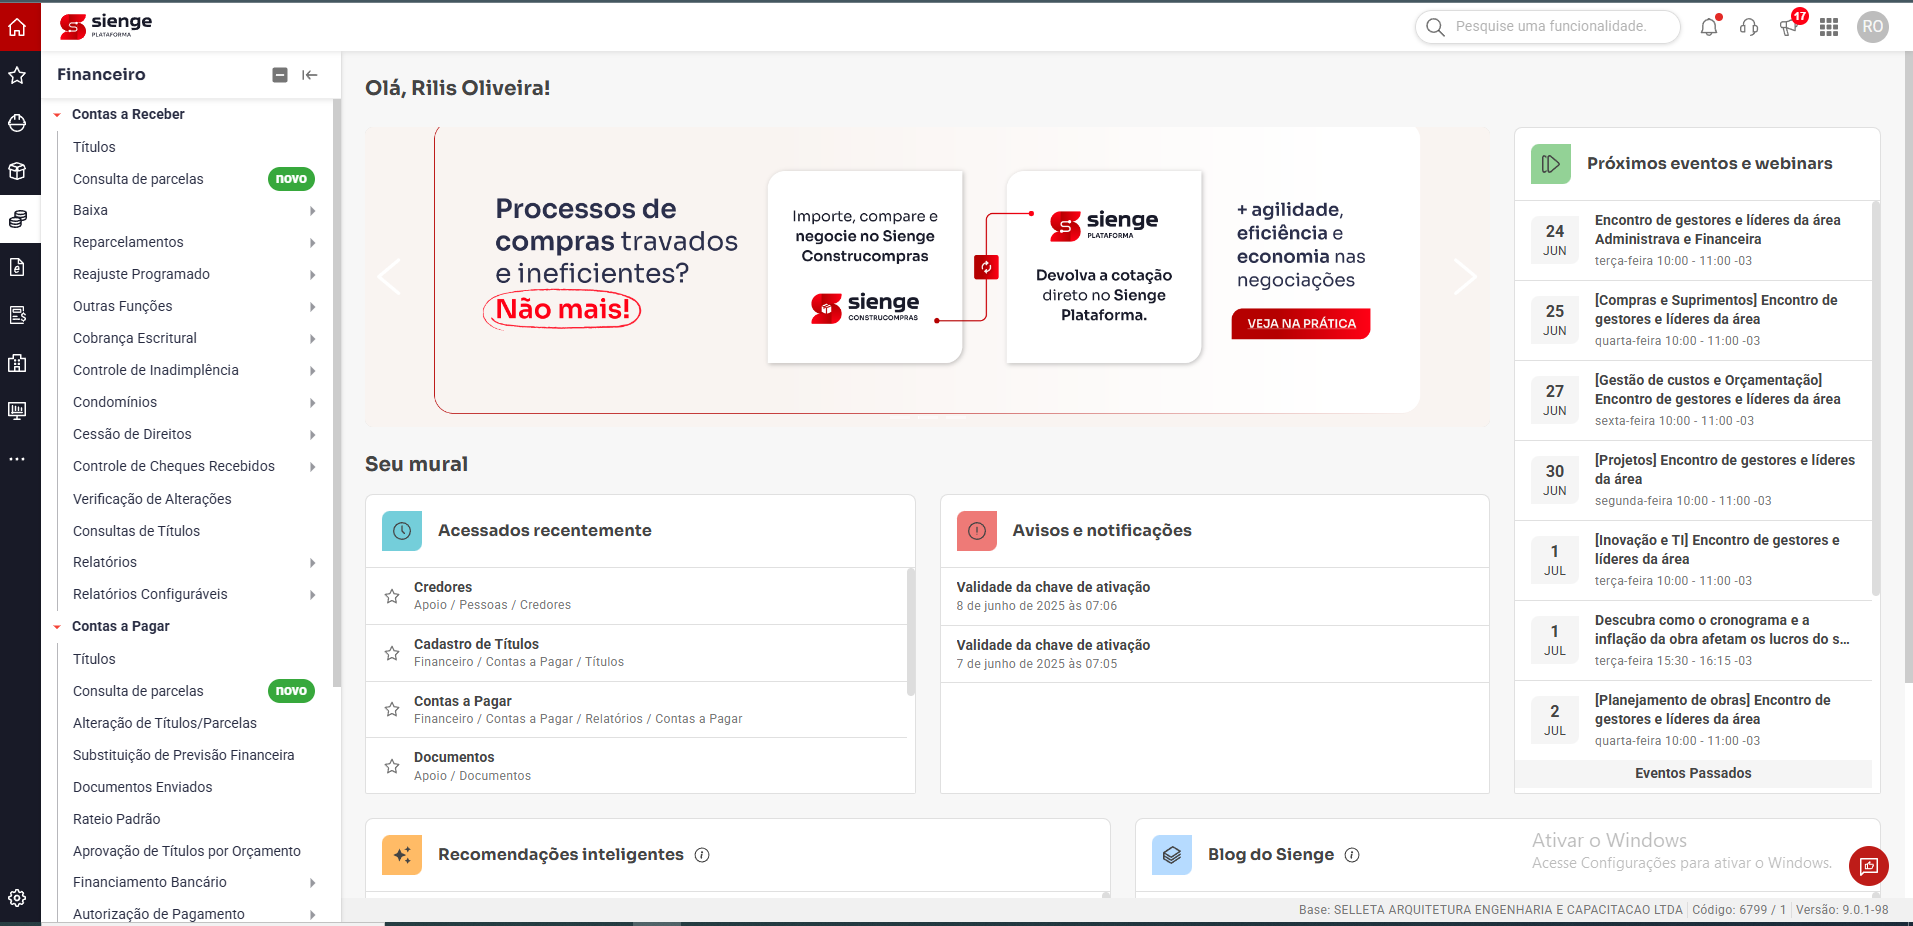 sienge
PLATAFORMA
Pesquise uma funcionalidade.
17
RO
Financeiro
Contas a Receber
Títulos
Consulta de parcelas novo
Baixa
Reparcelamentos
Reajuste Programado
Outras Funções
Cobrança Escritural
Controle de Inadimplência
Condomínios
Cessão de Direitos
Controle de Cheques Recebidos
Verificação de Alterações
Consultas de Títulos
Relatórios
Relatórios Configuráveis
Contas a Pagar
Títulos
Consulta de parcelas novo
Alteração de Títulos/Parcelas
Substituição de Previsão Financeira
Documentos Enviados
Rateio Padrão
Aprovação de Títulos por Orçamento
Financiamento Bancário
Autorização de Pagamento
Olá, Rilis Oliveira!
Processos de
compras travados
e ineficientes?
Não mais!
Importe, compare e
negocie no Sienge
Construcompras
sienge
CONSTRUCOMPRAS
sienge
PLATAFORMA
Devolva a cotação
direto no Sienge
Plataforma.
+ agilidade,
eficiência e
economia nas
negociações
VEJA NA PRÁTICA
Seu mural
Acessados recentemente
Credores
Apoio / Pessoas / Credores
Cadastro de Títulos
Financeiro / Contas a Pagar / Títulos
Contas a Pagar
Financeiro / Contas a Pagar / Relatórios / Contas a Pagar
Documentos
Apoio / Documentos
Avisos e notificações
Validade da chave de ativação
8 de junho de 2025 às 07:06
Validade da chave de ativação
7 de junho de 2025 às 07:05
Próximos eventos e webinars
24
JUN
Encontro de gestores e líderes da área
Administrava e Financeira
terça-feira 10:00 - 11:00 -03
25
JUN
[Compras e Suprimentos] Encontro de
gestores e líderes da área
quarta-feira 10:00 - 11:00 -03
27
JUN
[Gestão de custos e Orçamentação]
Encontro de gestores e líderes da área
sexta-feira 10:00 - 11:00 -03
30
JUN
[Projetos] Encontro de gestores e líderes
da área
segunda-feira 10:00 - 11:00 -03
1
JUL
[Inovação e TI] Encontro de gestores e
líderes da área
terça-feira 10:00 - 11:00 -03
1
JUL
Descubra como o cronograma e a
inflação da obra afetam os lucros do s...
terça-feira 15:30 - 16:15 -03
2
JUL
[Planejamento de obras] Encontro de
gestores e líderes da área
quarta-feira 10:00 - 11:00 -03
Eventos Passados
Recomendações inteligentes
Blog do Sienge
Ativar o Windows
Acesse Configurações para ativar o Windows.
Base: SELLETA ARQUITETURA ENGENHARIA E CAPACITACAO LTDA Código: 6799 / 1 Versão: 9.0.1-98